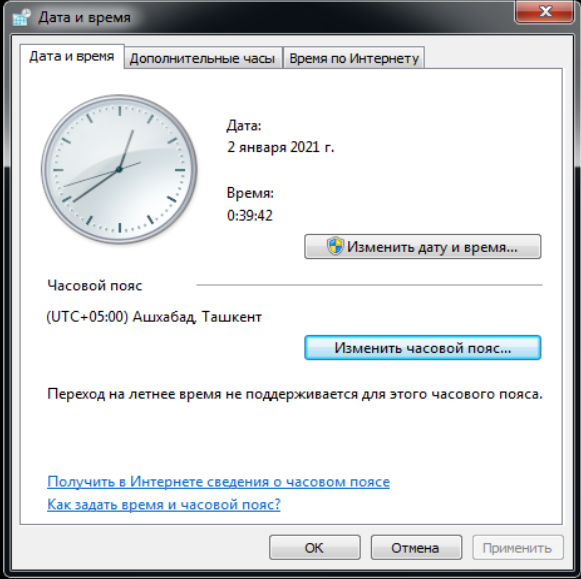 Дата и время
Дата и время
Дополнительные часы
Время по Интернету
Дата:
2 января 2021 г.
Время:
0:39:42
Изменить дату и время...
Часовой пояс
(UTC+05:00) Ашхабад, Ташкент
Изменить часовой пояс...
Переход на летнее время не поддерживается для этого часового пояса.
Получить в Интернете сведения о часовом поясе
Как задать время и часовой пояс?
ОК
Отмена
Применить